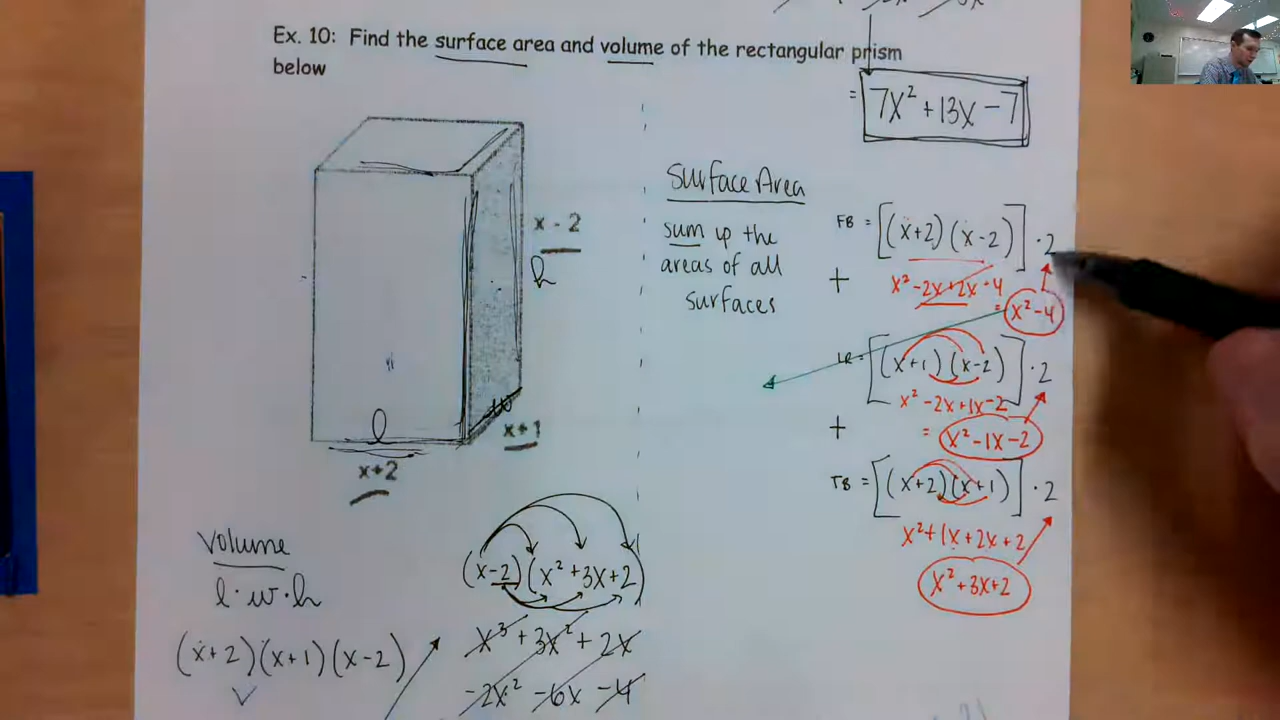 Ex. 10: Find the surface area and volume of the rectangular prism
below
= 7x² + 13x - 7
x - 2
h
l
w
x+1
x+2
Surface Area
sum up the
areas of all
surfaces
FB = [(x+2)(x-2)] · 2
x² - 2x + 2x - 4
= x² - 4
+
LR = [(x+1)(x-2)] · 2
x² - 2x + 1x - 2
= x² - 1x - 2
+
TB = [(x+2)(x+1)] · 2
x² + 1x + 2x + 2
x² + 3x + 2
Volume
l · w · h
(x+2)(x+1)(x-2)
(x-2)(x² + 3x + 2)
x³ + 3x² + 2x
-2x² - 6x - 4